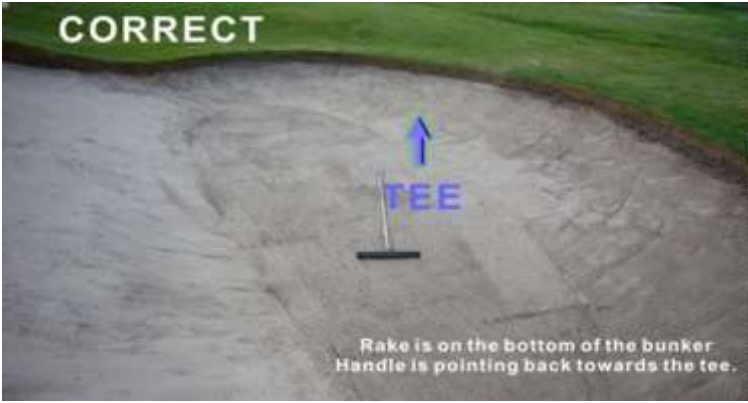 CORRECT
TEE
Rake is on the bottom of the bunker
Handle is pointing back towards the tee.